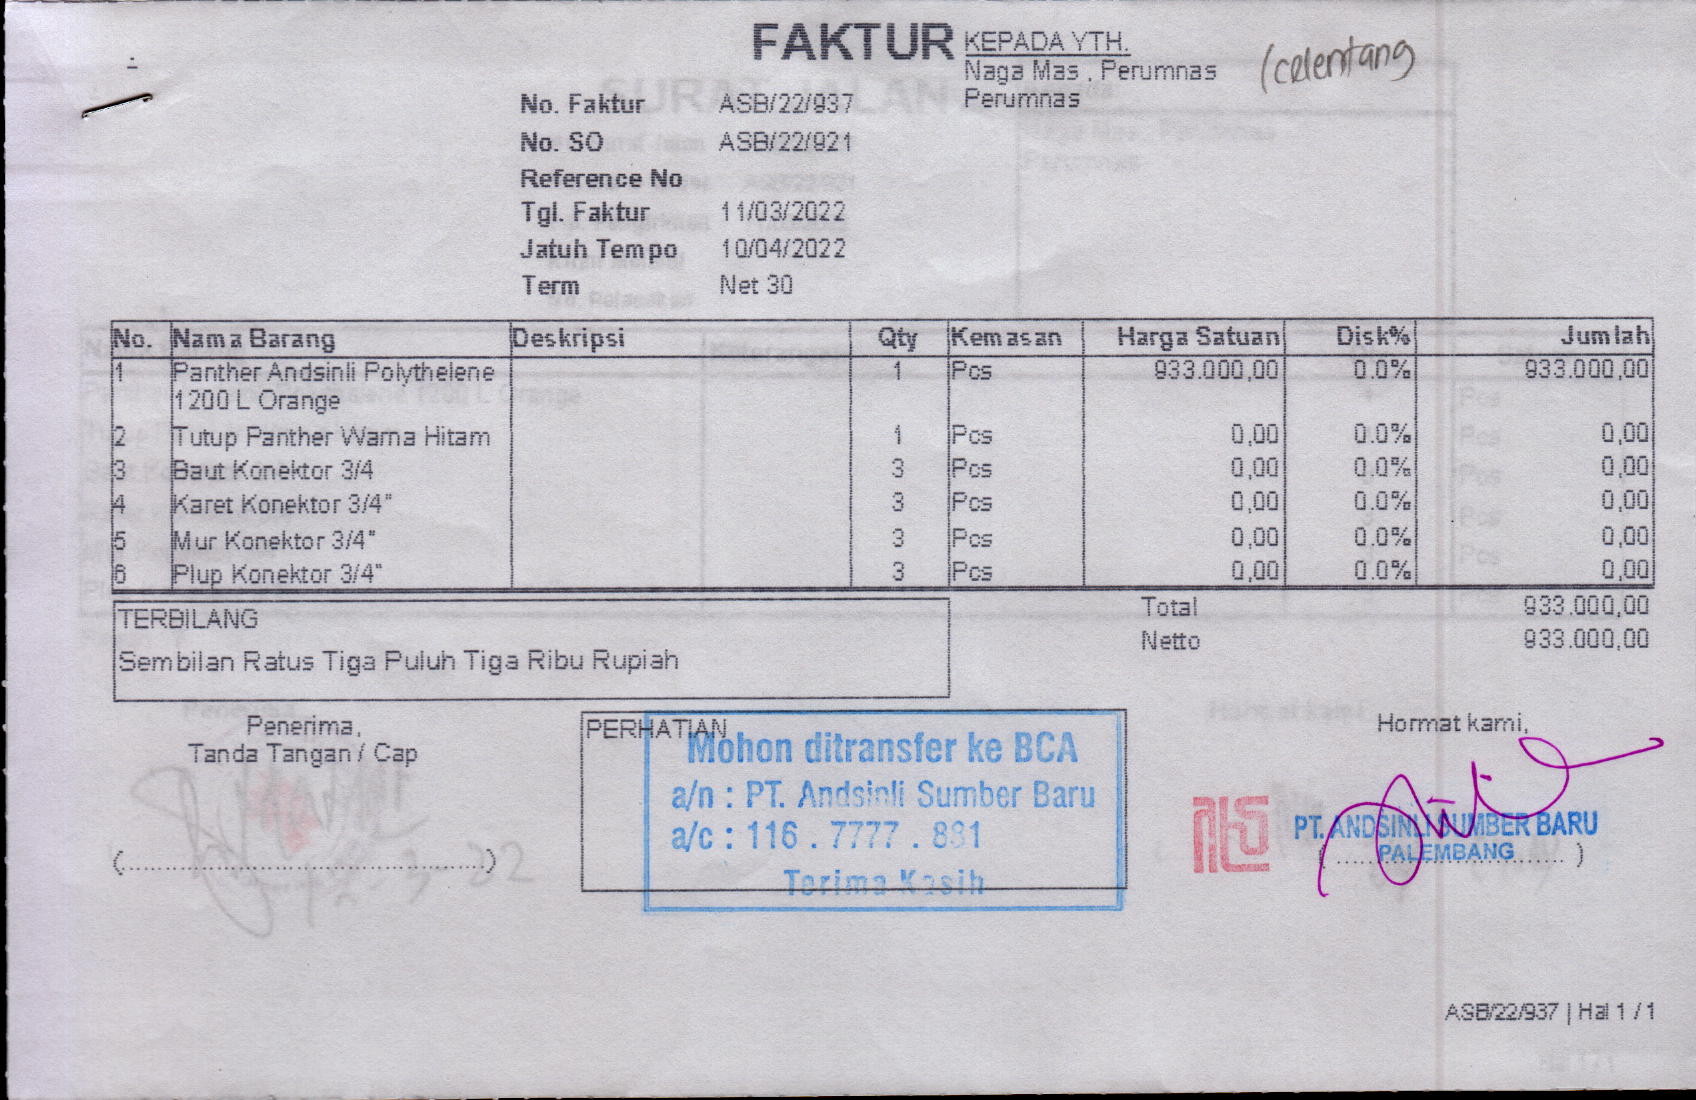 FAKTUR
KEPADA YTH.
Naga Mas , Perumnas
Perumnas
(celentang
No. Faktur ASB/22/937
No. SO ASB/22/921
Reference No
Tgl. Faktur 11/03/2022
Jatuh Tempo 10/04/2022
Term Net 30
No. Nama Barang Deskripsi Qty Kemasan Harga Satuan Disk% Jumlah
1 Panther Andsinli Polythelene 1 Pcs 933.000,00 0.0% 933.000,00
1200 L Orange
2 Tutup Panther Warna Hitam 1 Pcs 0,00 0.0% 0,00
3 Baut Konektor 3/4 3 Pcs 0,00 0.0% 0,00
4 Karet Konektor 3/4" 3 Pcs 0,00 0.0% 0,00
5 Mur Konektor 3/4" 3 Pcs 0,00 0.0% 0,00
6 Plup Konektor 3/4" 3 Pcs 0,00 0.0% 0,00
Total 933.000,00
Netto 933.000,00
TERBILANG
Sembilan Ratus Tiga Puluh Tiga Ribu Rupiah
Penerima,
Tanda Tangan / Cap
(....................................................)
PERHATIAN
Mohon ditransfer ke BCA
a/n : PT. Andsinli Sumber Baru
a/c : 116 . 7777 . 881
Terima Kasih
Hormat kami,
PT. ANDSINLI SUMBER BARU
PALEMBANG
ASB/22/937 | Hal 1 / 1